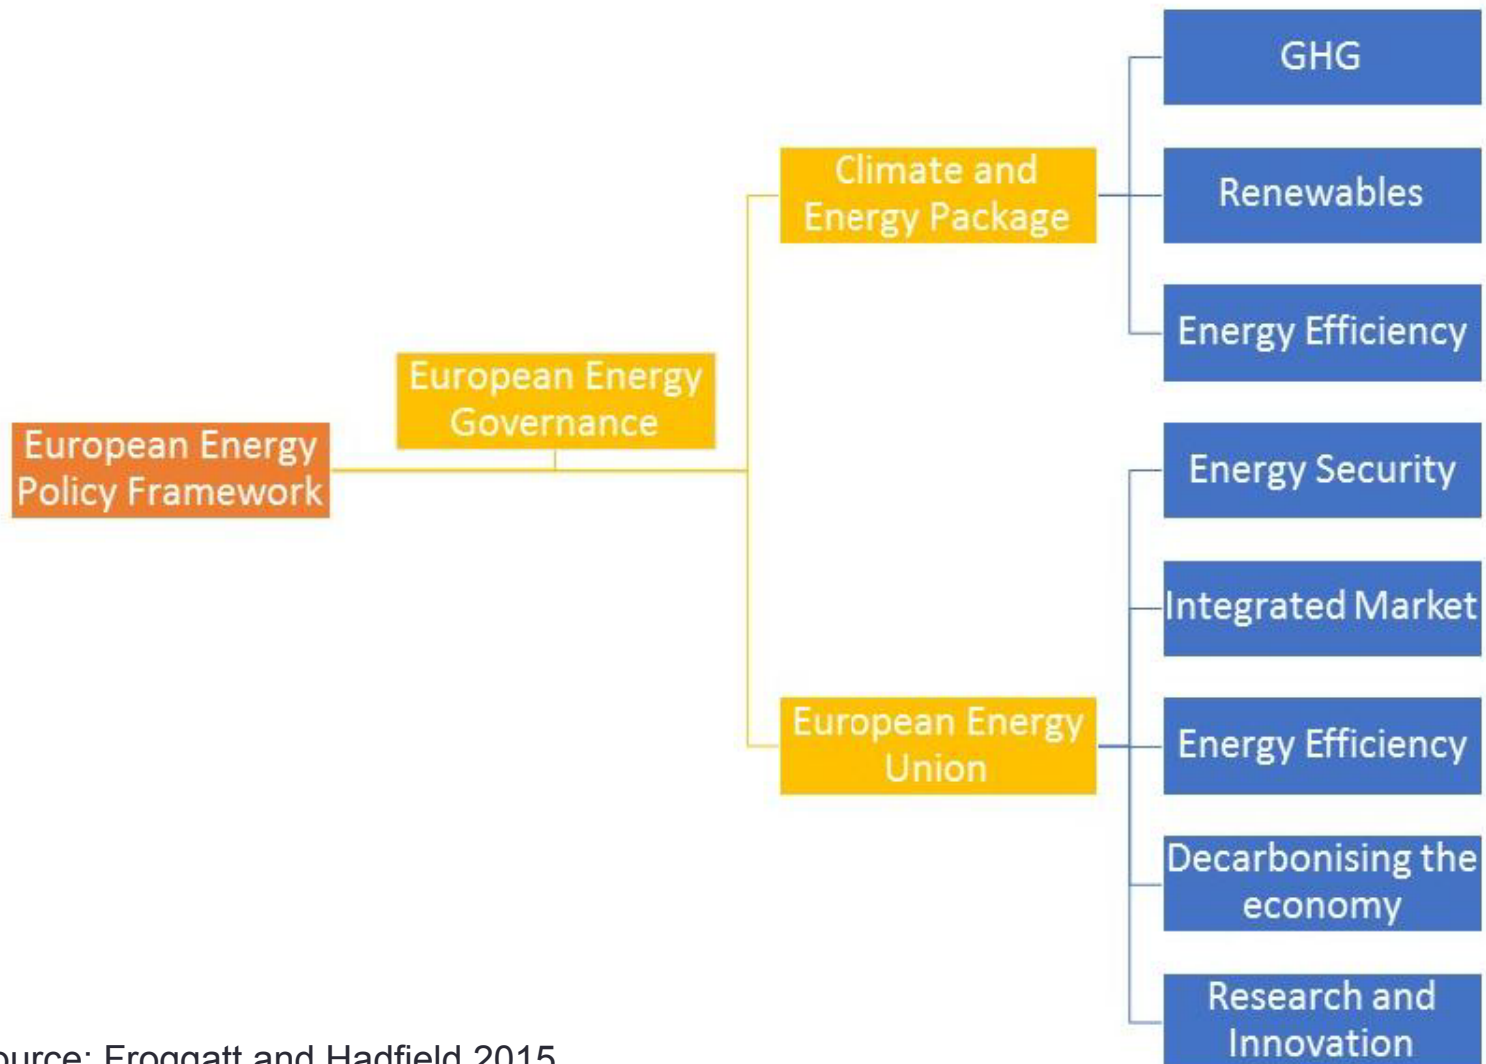 GHG
Climate and
Energy Package
Renewables
Energy Efficiency
European Energy
Governance
European Energy
Policy Framework
Energy Security
Integrated Market
European Energy
Union
Energy Efficiency
Decarbonising the
economy
Research and
Innovation
ource: Froggatt and Hadfield 2015